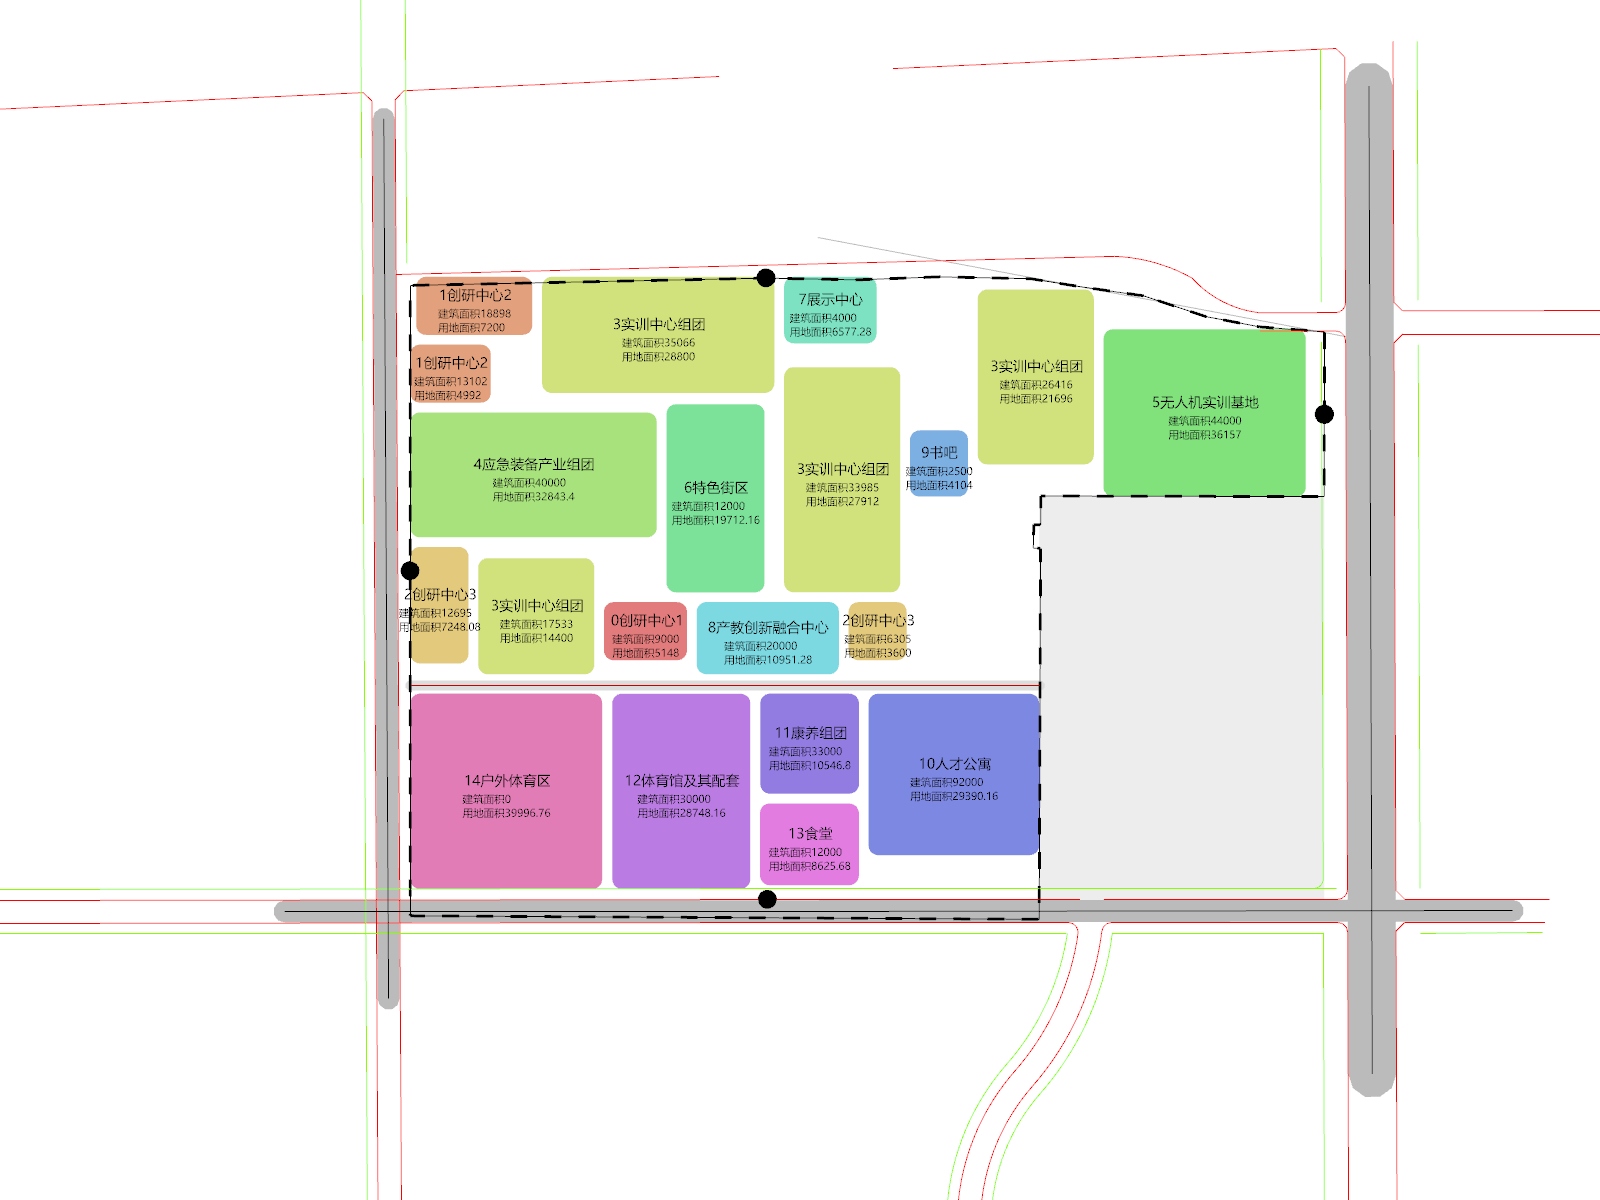 1创研中心2
建筑面积18898
用地面积7200
3实训中心组团
建筑面积35066
用地面积28800
7展示中心
建筑面积4000
用地面积6577.28
1创研中心2
建筑面积13102
用地面积4992
3实训中心组团
建筑面积26416
用地面积21696
5无人机实训基地
建筑面积44000
用地面积36157
4应急装备产业组团
建筑面积40000
用地面积32843.4
6特色街区
建筑面积12000
用地面积19712.16
3实训中心组团
建筑面积33985
用地面积27912
9书吧
建筑面积2500
用地面积4104
2创研中心3
建筑面积12695
用地面积7248.08
3实训中心组团
建筑面积17533
用地面积14400
0创研中心1
建筑面积9000
用地面积5148
8产教创新融合中心
建筑面积20000
用地面积10951.28
2创研中心3
建筑面积6305
用地面积3600
14户外体育区
建筑面积0
用地面积39996.76
12体育馆及其配套
建筑面积30000
用地面积28748.16
11康养组团
建筑面积33000
用地面积10546.8
10人才公寓
建筑面积92000
用地面积29390.16
13食堂
建筑面积12000
用地面积8625.68